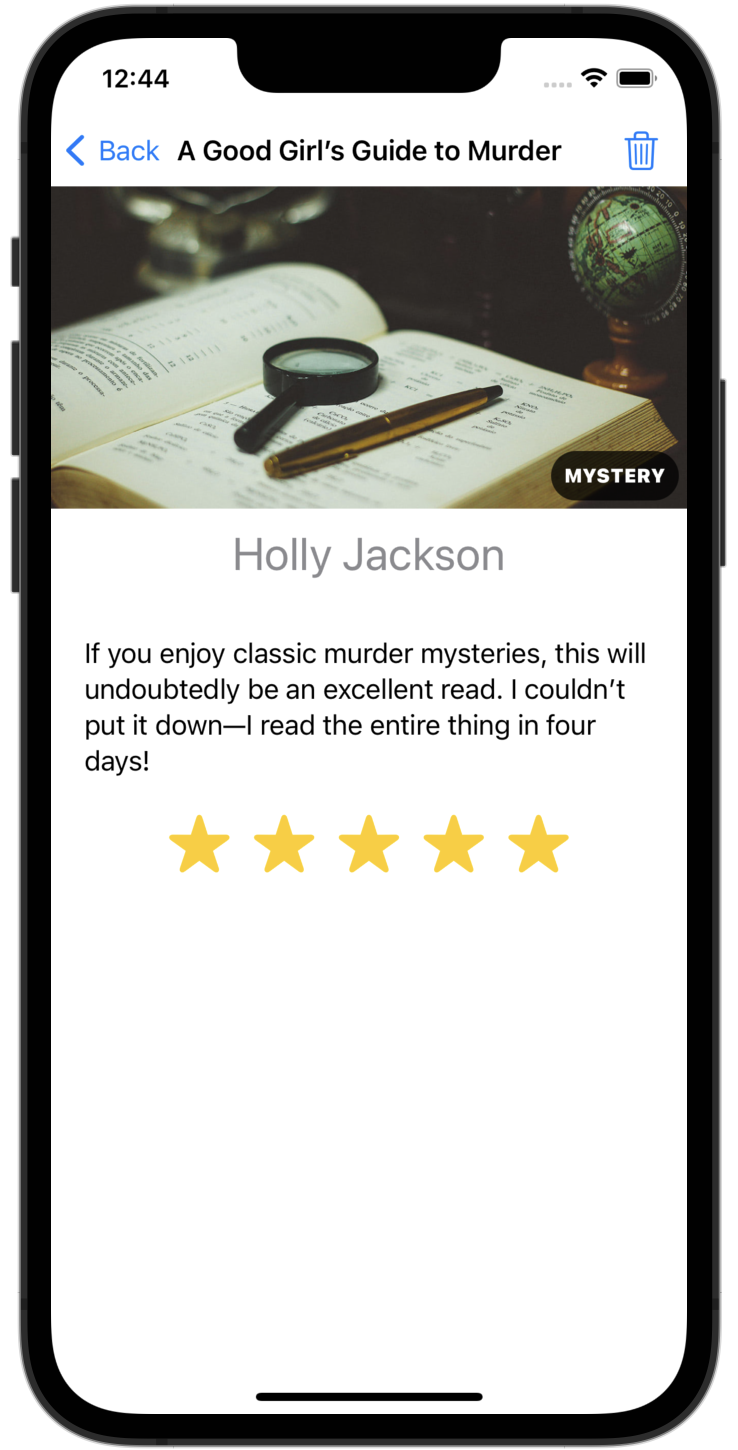 12:44
Back
A Good Girl’s Guide to Murder
MYSTERY
Holly Jackson
If you enjoy classic murder mysteries, this will
undoubtedly be an excellent read. I couldn’t
put it down—I read the entire thing in four
days!